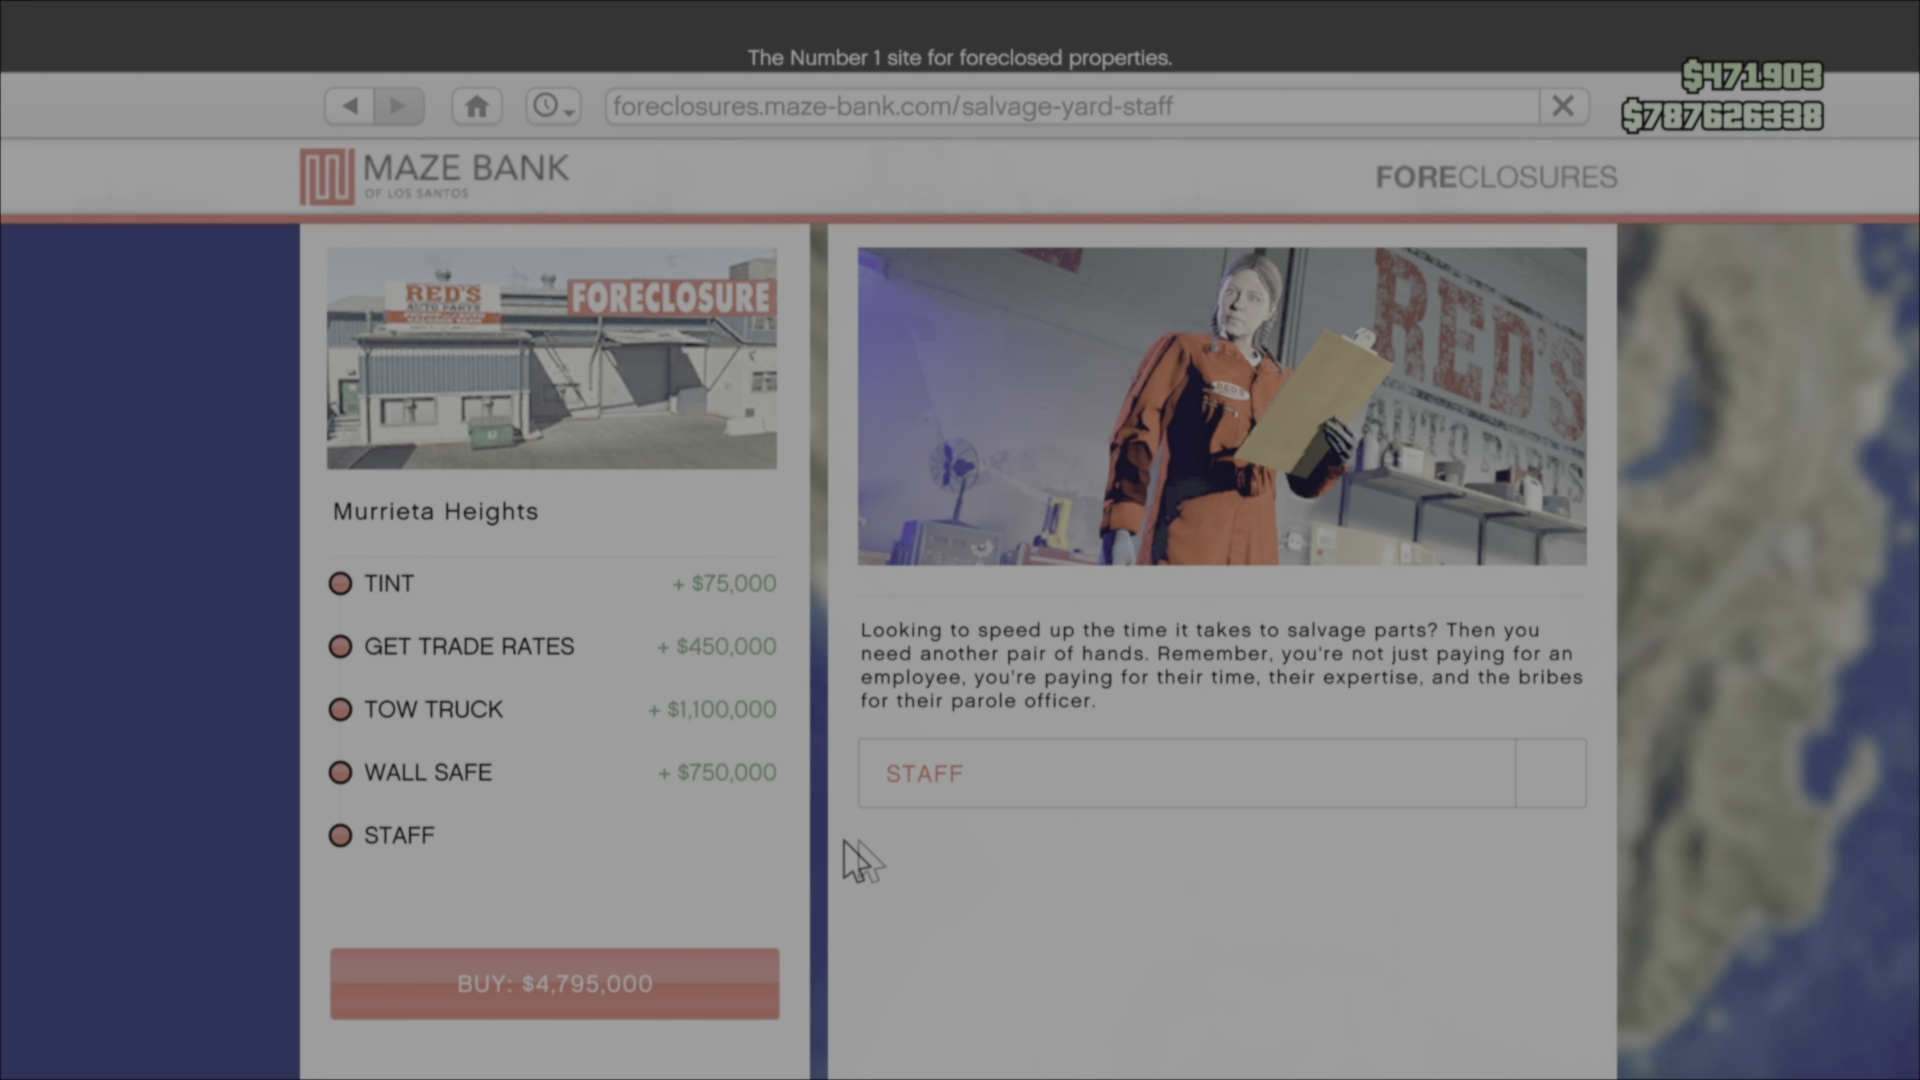 The Number 1 site for foreclosed properties.
$471903
foreclosures.maze-bank.com/salvage-yard-staff
$787626338
MAZE BANK
OF LOS SANTOS
FORECLOSURES
RED'S
AUTO PARTS
FORECLOSURE
RED'S
AUTO PARTS
RED'S
Murrieta Heights
TINT + $75,000
GET TRADE RATES + $450,000
TOW TRUCK + $1,100,000
WALL SAFE + $750,000
STAFF
BUY: $4,795,000
Looking to speed up the time it takes to salvage parts? Then you
need another pair of hands. Remember, you're not just paying for an
employee, you're paying for their time, their expertise, and the bribes
for their parole officer.
STAFF